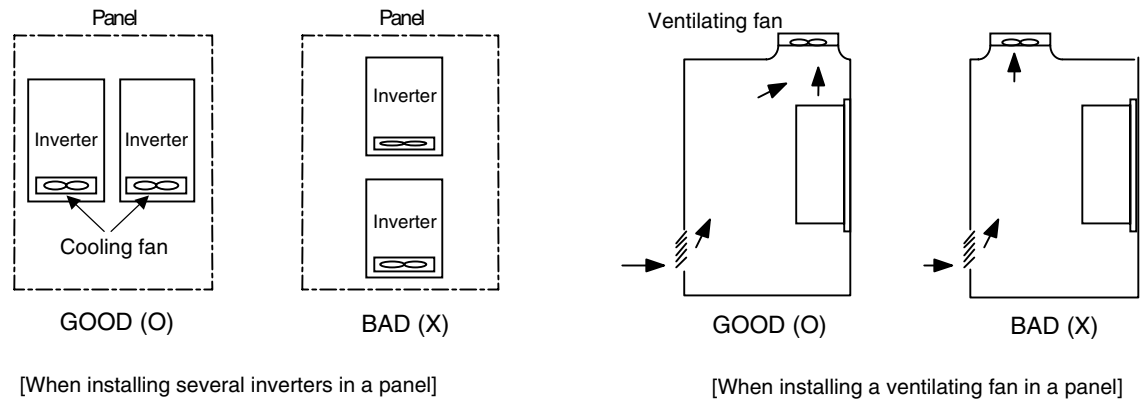 Panel
Inverter
Inverter
Cooling fan
GOOD (O)
Panel
Inverter
Inverter
BAD (X)
[When installing several inverters in a panel]
Ventilating fan
GOOD (O)
BAD (X)
[When installing a ventilating fan in a panel]